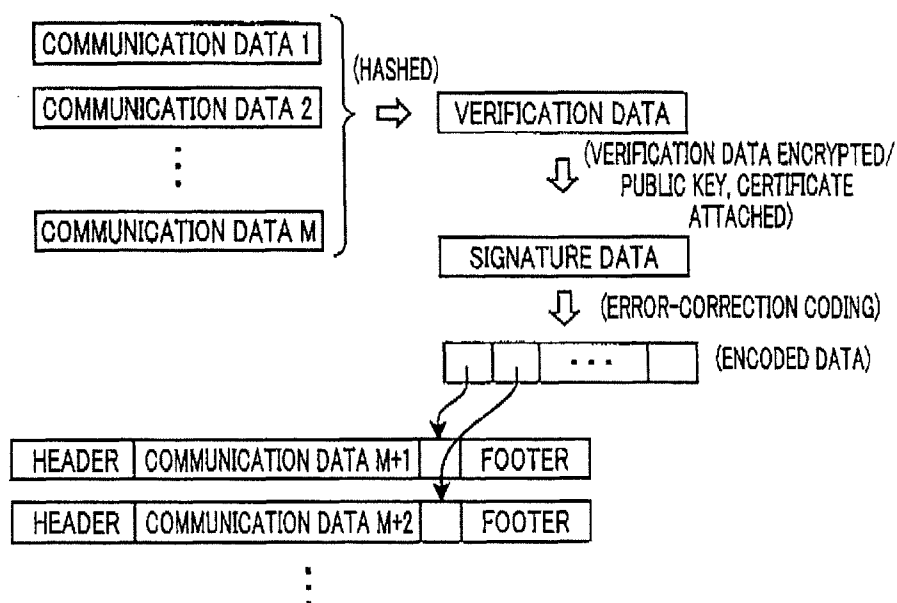 COMMUNICATION DATA 1
(HASHED)
COMMUNICATION DATA 2
VERIFICATION DATA
(VERIFICATION DATA ENCRYPTED/
PUBLIC KEY, CERTIFICATE
ATTACHED)
COMMUNICATION DATA M
SIGNATURE DATA
(ERROR-CORRECTION CODING)
(ENCODED DATA)
HEADER COMMUNICATION DATA M+1 FOOTER
HEADER COMMUNICATION DATA M+2 FOOTER